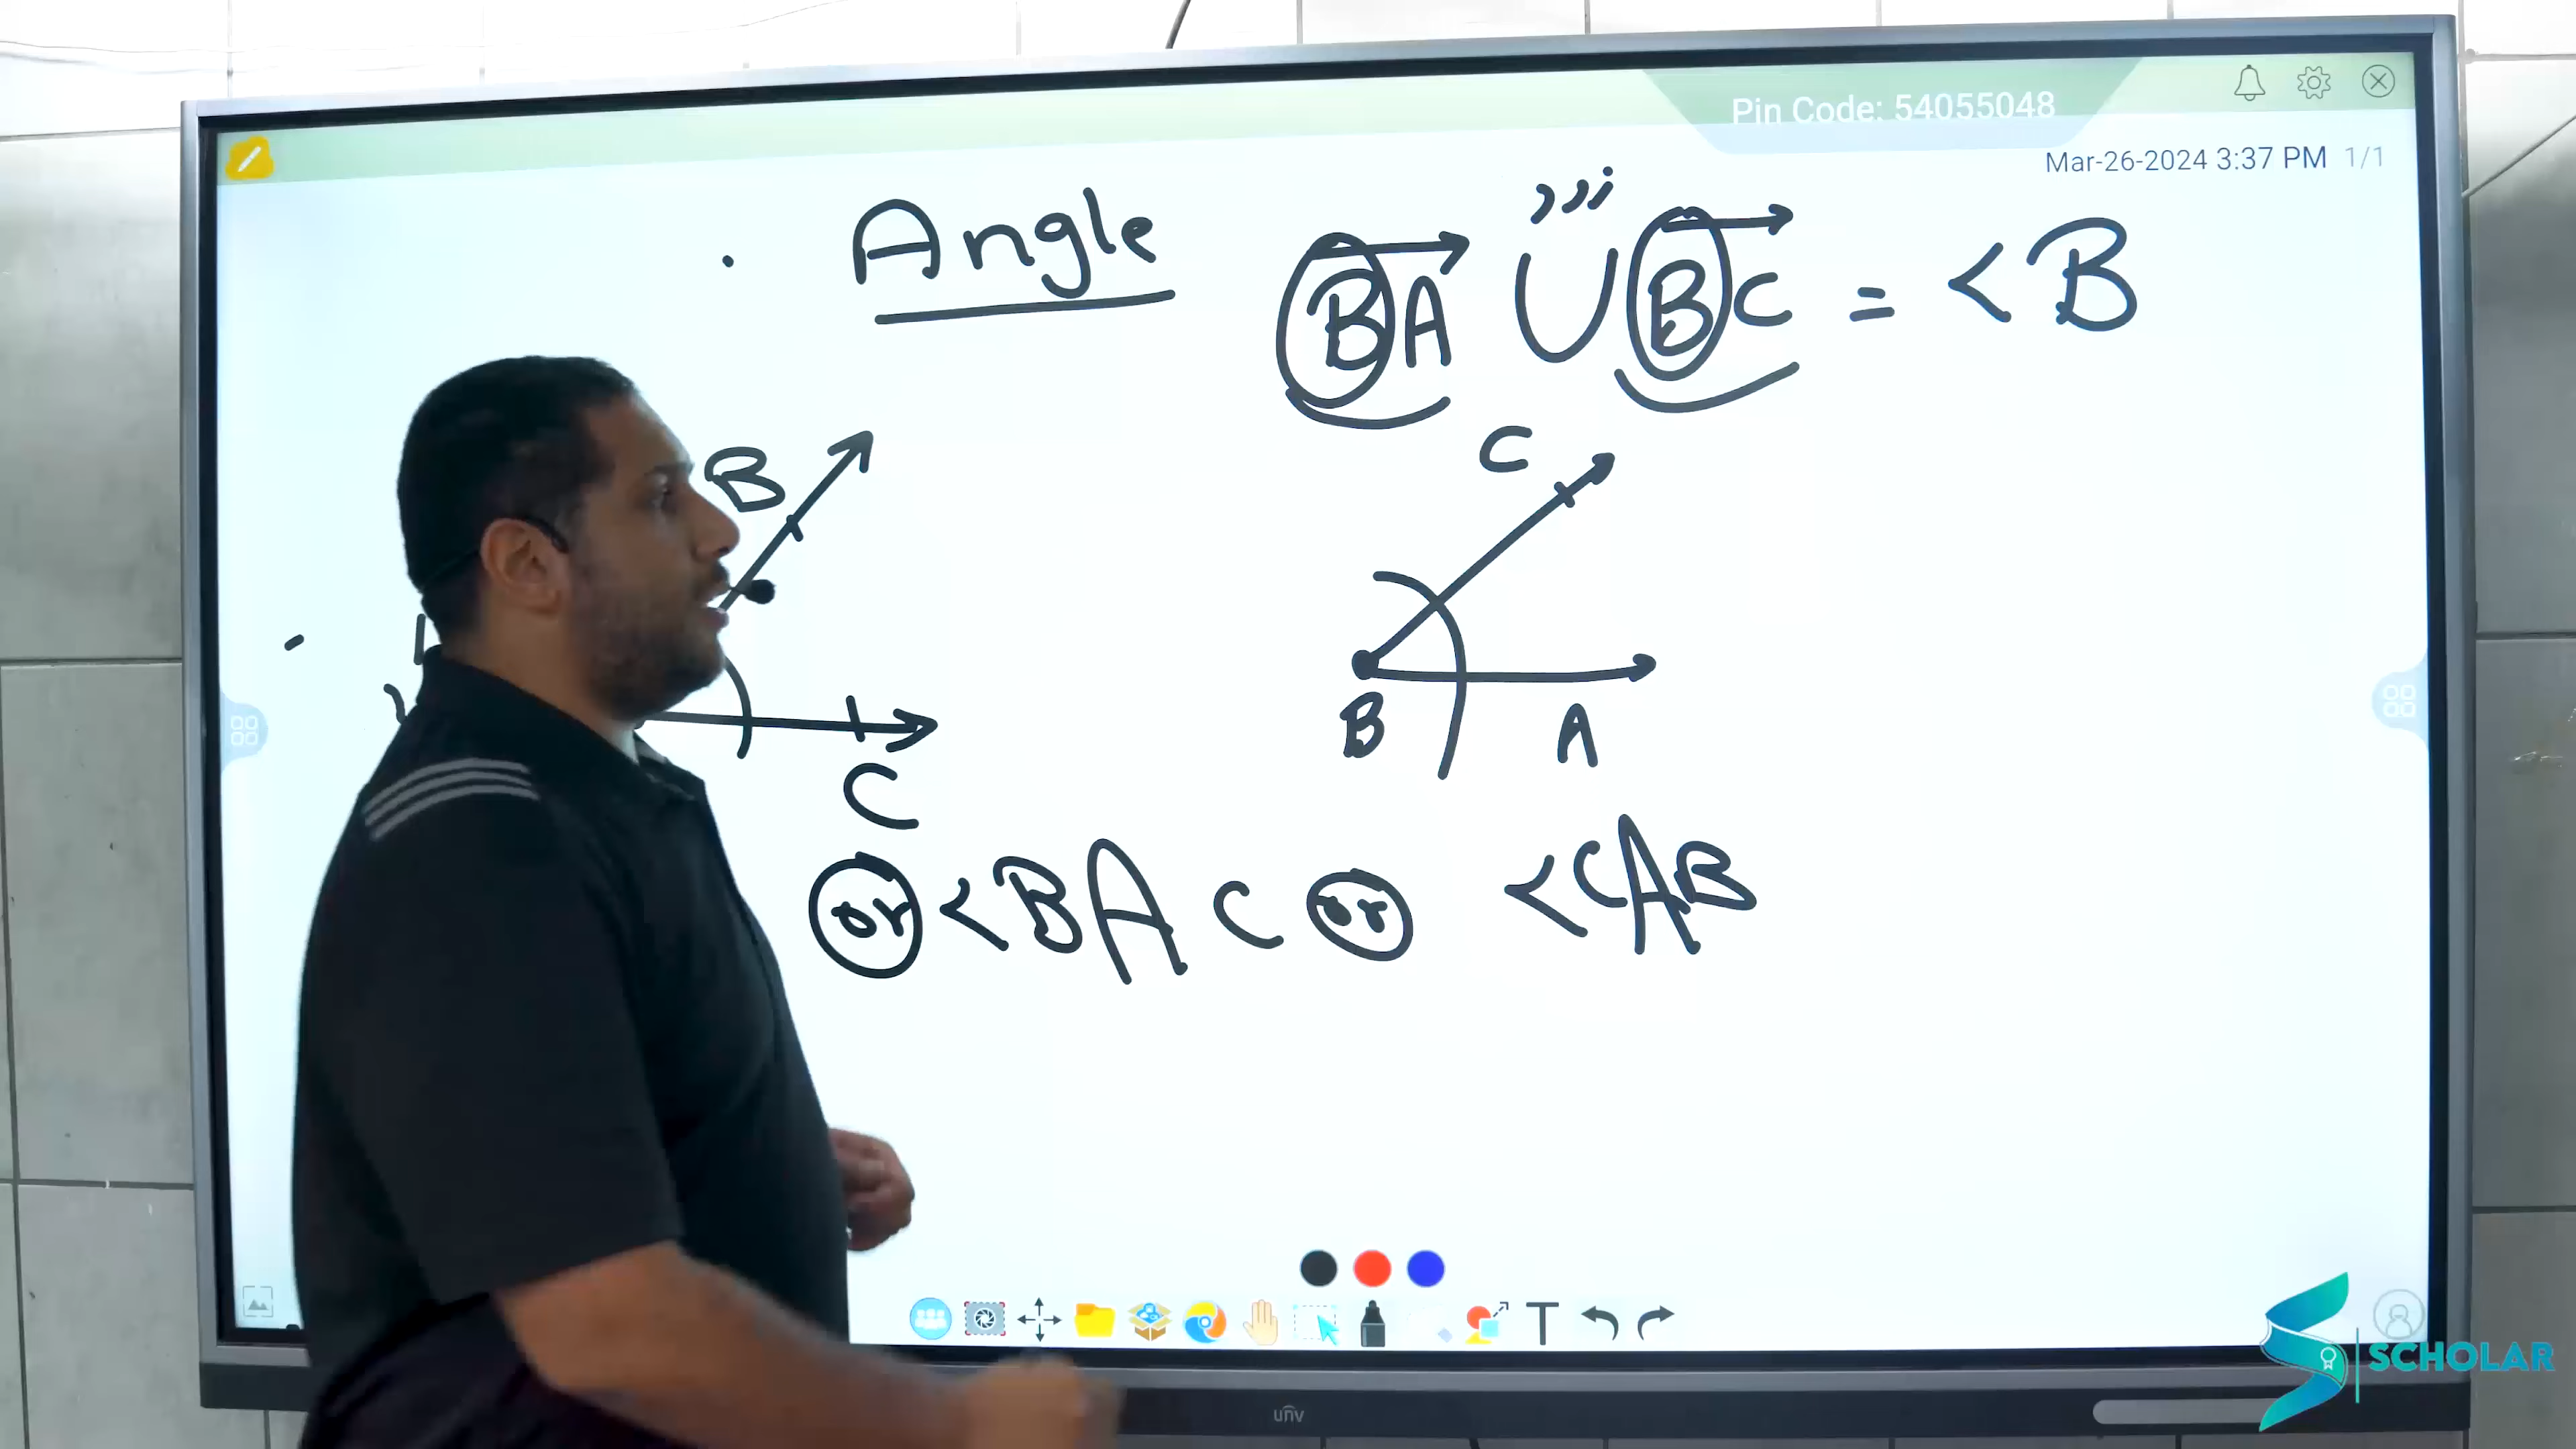 Pin Code: 54055048
Mar-26-2024 3:37 PM 1/1
Angle
BA ∪ BC = <B
B
C
C
B
A
or <BAC or <CAB
T
unv
SCHOLAR